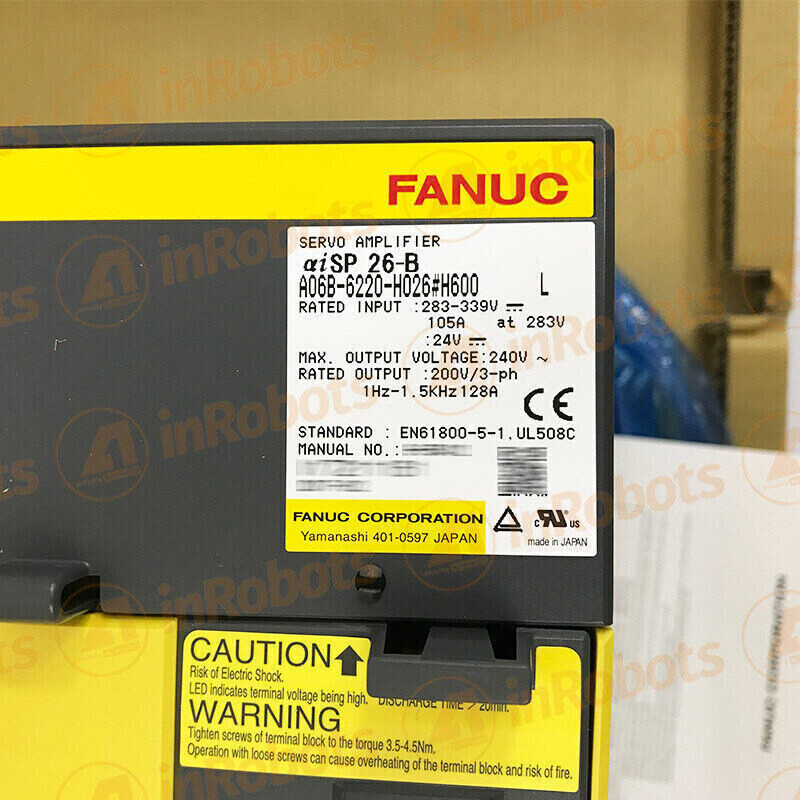 FANUC
SERVO AMPLIFIER
αiSP 26-B
A06B-6220-H026#H600 L
RATED INPUT :283-339V ⎓
105A at 283V
:24V ⎓
MAX. OUTPUT VOLTAGE:240V ~
RATED OUTPUT :200V/3-ph
1Hz-1.5KHz 128A
CE
STANDARD : EN61800-5-1,UL508C
MANUAL NO.:
FANUC CORPORATION
Yamanashi 401-0597 JAPAN
c RU US
made in JAPAN
CAUTION
Risk of Electric Shock.
LED indicates terminal voltage being high. DISCHARGE TIME > 20min.
WARNING
Tighten screws of terminal block to the torque 3.5-4.5Nm.
Operation with loose screws can cause overheating of the terminal block and risk of fire.
inRobots